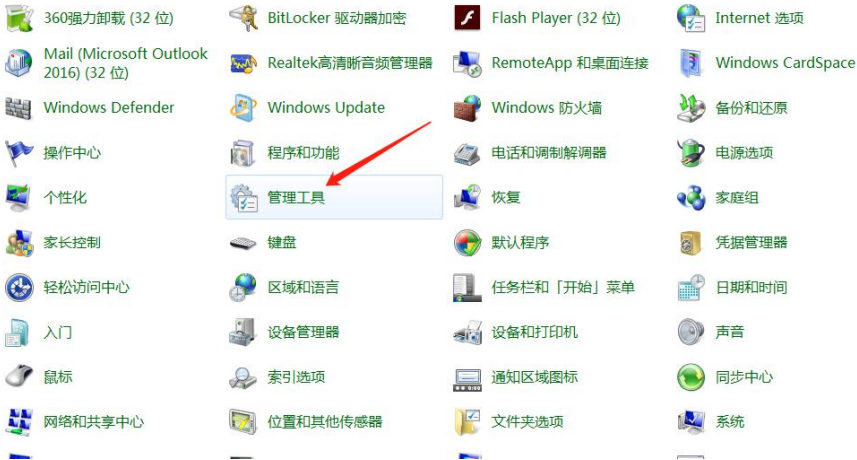 360强力卸载 (32 位)
BitLocker 驱动器加密
Flash Player (32 位)
Internet 选项
Mail (Microsoft Outlook
2016) (32 位)
Realtek高清晰音频管理器
RemoteApp 和桌面连接
Windows CardSpace
Windows Defender
Windows Update
Windows 防火墙
备份和还原
操作中心
程序和功能
电话和调制解调器
电源选项
个性化
管理工具
恢复
家庭组
家长控制
键盘
默认程序
凭据管理器
轻松访问中心
区域和语言
任务栏和「开始」菜单
日期和时间
入门
设备管理器
设备和打印机
声音
鼠标
索引选项
通知区域图标
同步中心
网络和共享中心
位置和其他传感器
文件夹选项
系统